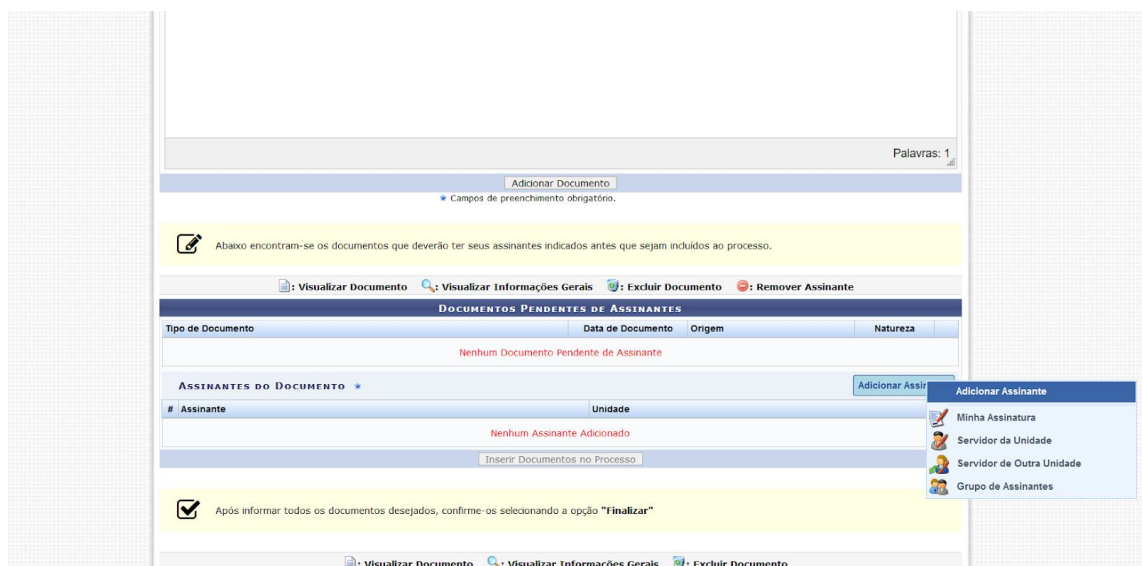 Palavras: 1
Adicionar Documento
★ Campos de preenchimento obrigatório.
Abaixo encontram-se os documentos que deverão ter seus assinantes indicados antes que sejam incluídos ao processo.
: Visualizar Documento : Visualizar Informações Gerais : Excluir Documento : Remover Assinante
DOCUMENTOS PENDENTES DE ASSINANTES
Tipo de Documento Data de Documento Origem Natureza
Nenhum Documento Pendente de Assinante
ASSINANTES DO DOCUMENTO ★ Adicionar Assin
Adicionar Assinante
# Assinante Unidade
Minha Assinatura
Nenhum Assinante Adicionado
Servidor da Unidade
Inserir Documentos no Processo
Servidor de Outra Unidade
Grupo de Assinantes
Após informar todos os documentos desejados, confirme-os selecionando a opção "Finalizar"
: Visualizar Documento : Visualizar Informações Gerais : Excluir Documento